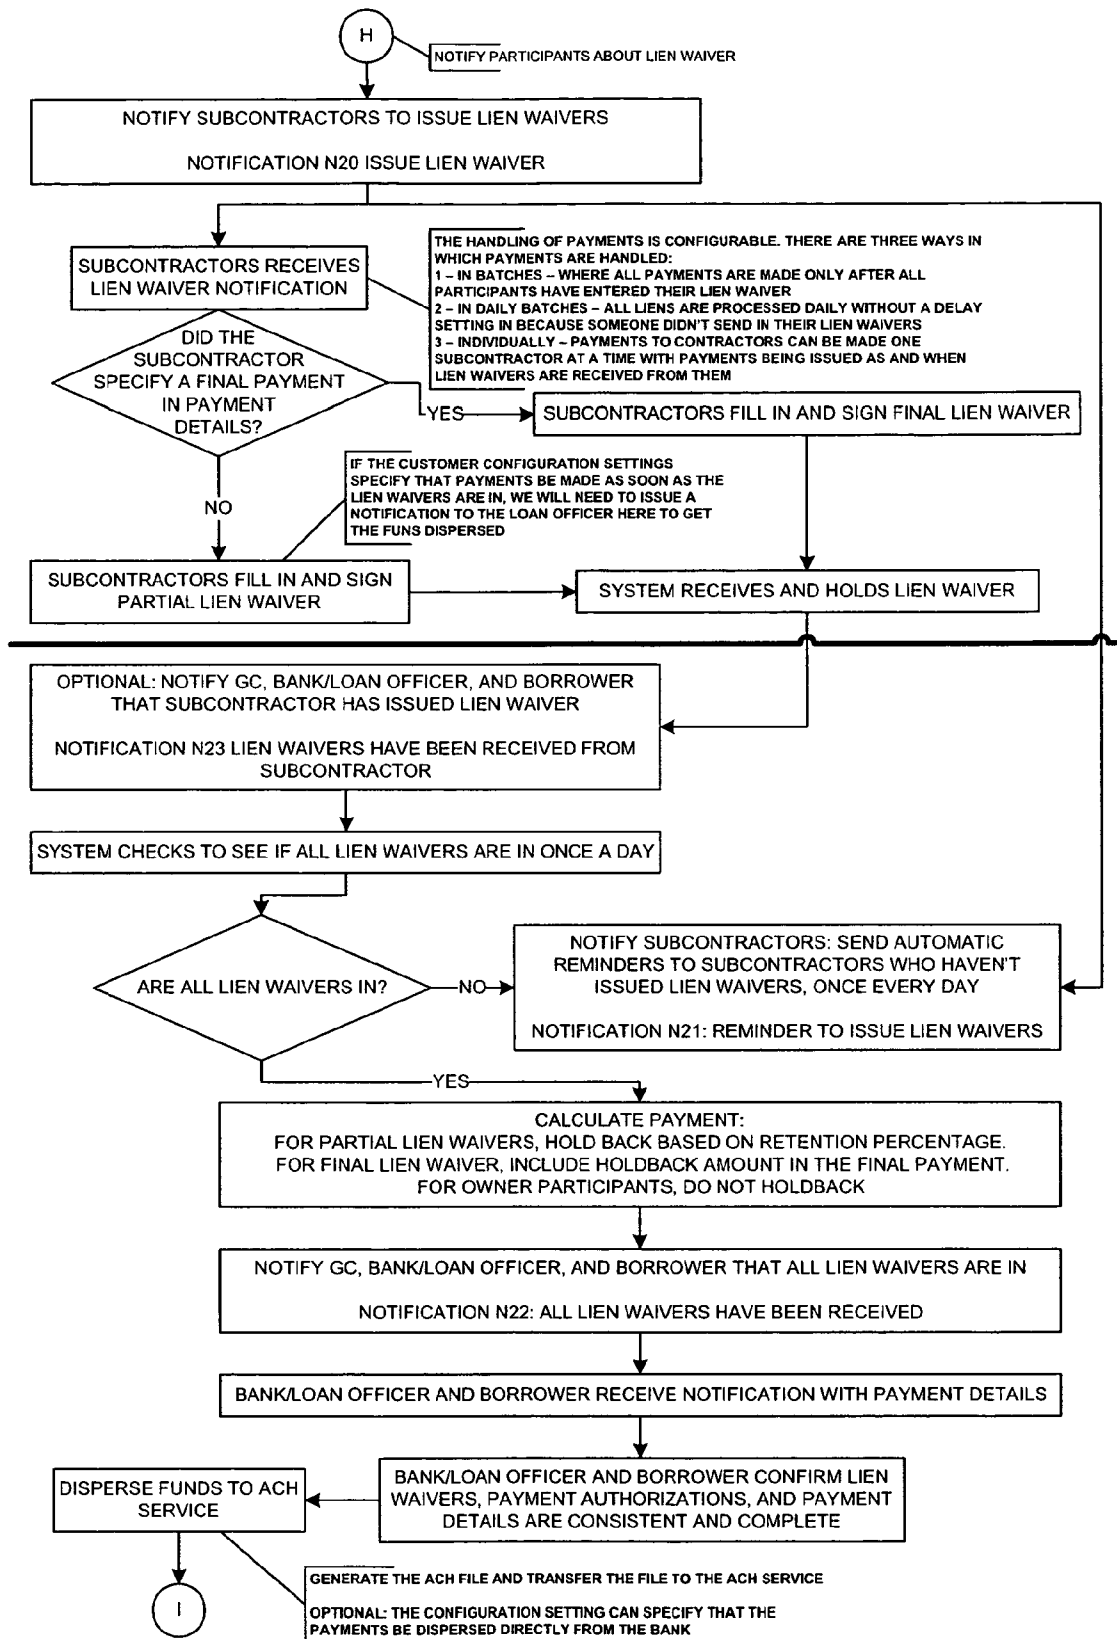 H
NOTIFY PARTICIPANTS ABOUT LIEN WAIVER
NOTIFY SUBCONTRACTORS TO ISSUE LIEN WAIVERS
NOTIFICATION N20 ISSUE LIEN WAIVER
SUBCONTRACTORS RECEIVES
LIEN WAIVER NOTIFICATION
THE HANDLING OF PAYMENTS IS CONFIGURABLE. THERE ARE THREE WAYS IN
WHICH PAYMENTS ARE HANDLED:
1 – IN BATCHES – WHERE ALL PAYMENTS ARE MADE ONLY AFTER ALL
PARTICIPANTS HAVE ENTERED THEIR LIEN WAIVER
2 – IN DAILY BATCHES – ALL LIENS ARE PROCESSED DAILY WITHOUT A DELAY
SETTING IN BECAUSE SOMEONE DIDN'T SEND IN THEIR LIEN WAIVERS
3 – INDIVIDUALLY – PAYMENTS TO CONTRACTORS CAN BE MADE ONE
SUBCONTRACTOR AT A TIME WITH PAYMENTS BEING ISSUED AS AND WHEN
LIEN WAIVERS ARE RECEIVED FROM THEM
DID THE
SUBCONTRACTOR
SPECIFY A FINAL PAYMENT
IN PAYMENT
DETAILS?
YES
SUBCONTRACTORS FILL IN AND SIGN FINAL LIEN WAIVER
NO
IF THE CUSTOMER CONFIGURATION SETTINGS
SPECIFY THAT PAYMENTS BE MADE AS SOON AS THE
LIEN WAIVERS ARE IN, WE WILL NEED TO ISSUE A
NOTIFICATION TO THE LOAN OFFICER HERE TO GET
THE FUNS DISPERSED
SUBCONTRACTORS FILL IN AND SIGN
PARTIAL LIEN WAIVER
SYSTEM RECEIVES AND HOLDS LIEN WAIVER
OPTIONAL: NOTIFY GC, BANK/LOAN OFFICER, AND BORROWER
THAT SUBCONTRACTOR HAS ISSUED LIEN WAIVER
NOTIFICATION N23 LIEN WAIVERS HAVE BEEN RECEIVED FROM
SUBCONTRACTOR
SYSTEM CHECKS TO SEE IF ALL LIEN WAIVERS ARE IN ONCE A DAY
ARE ALL LIEN WAIVERS IN?
NO
NOTIFY SUBCONTRACTORS: SEND AUTOMATIC
REMINDERS TO SUBCONTRACTORS WHO HAVEN'T
ISSUED LIEN WAIVERS, ONCE EVERY DAY
NOTIFICATION N21: REMINDER TO ISSUE LIEN WAIVERS
YES
CALCULATE PAYMENT:
FOR PARTIAL LIEN WAIVERS, HOLD BACK BASED ON RETENTION PERCENTAGE.
FOR FINAL LIEN WAIVER, INCLUDE HOLDBACK AMOUNT IN THE FINAL PAYMENT.
FOR OWNER PARTICIPANTS, DO NOT HOLDBACK
NOTIFY GC, BANK/LOAN OFFICER, AND BORROWER THAT ALL LIEN WAIVERS ARE IN
NOTIFICATION N22: ALL LIEN WAIVERS HAVE BEEN RECEIVED
BANK/LOAN OFFICER AND BORROWER RECEIVE NOTIFICATION WITH PAYMENT DETAILS
BANK/LOAN OFFICER AND BORROWER CONFIRM LIEN
WAIVERS, PAYMENT AUTHORIZATIONS, AND PAYMENT
DETAILS ARE CONSISTENT AND COMPLETE
DISPERSE FUNDS TO ACH
SERVICE
GENERATE THE ACH FILE AND TRANSFER THE FILE TO THE ACH SERVICE
OPTIONAL: THE CONFIGURATION SETTING CAN SPECIFY THAT THE
PAYMENTS BE DISPERSED DIRECTLY FROM THE BANK
I